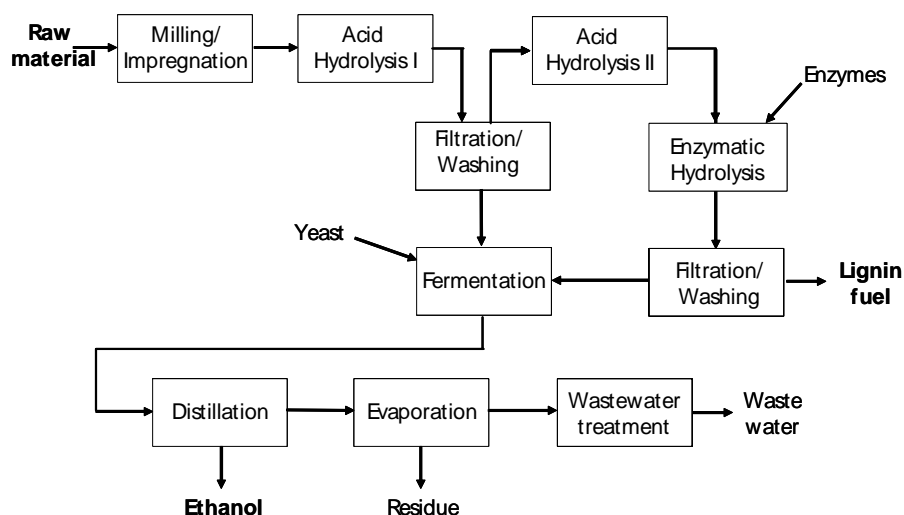 Raw
material
Milling/
Impregnation
Acid
Hydrolysis I
Acid
Hydrolysis II
Enzymes
Filtration/
Washing
Enzymatic
Hydrolysis
Yeast
Fermentation
Filtration/
Washing
Lignin
fuel
Distillation
Evaporation
Wastewater
treatment
Waste
water
Ethanol
Residue